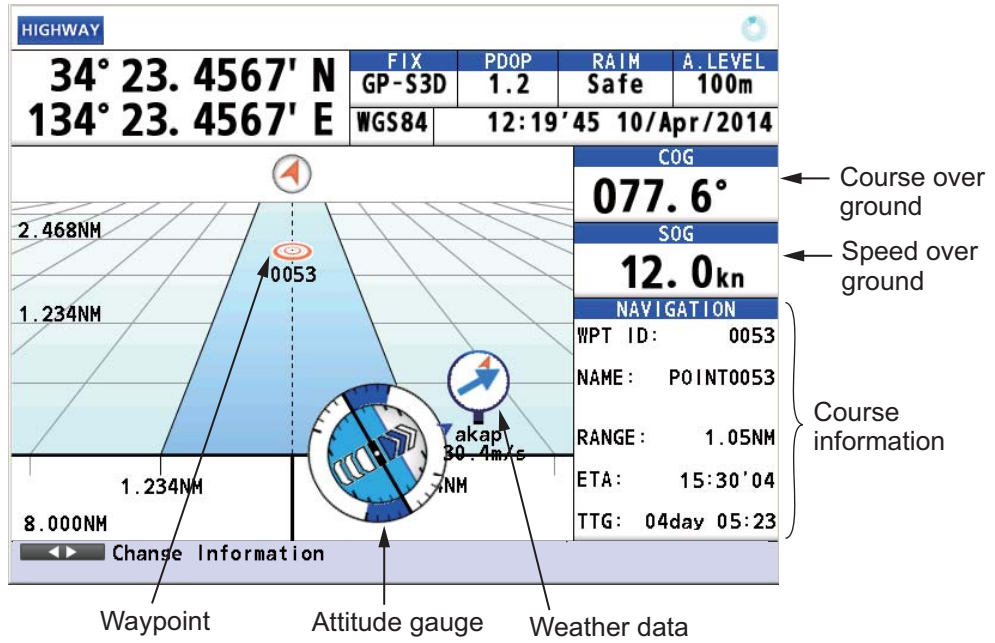 HIGHWAY
34° 23. 4567' N
134° 23. 4567' E
FIX PDOP RAIM A.LEVEL
GP-S3D 1.2 Safe 100m
WGS84 12:19'45 10/Apr/2014
COG
077. 6°
Course over
ground
SOG
12. 0kn
Speed over
ground
2.468NM
0053
1.234NM
NAVIGATION
WPT ID: 0053
NAME: POINT0053
RANGE: 1.05NM
ETA: 15:30'04
TTG: 04day 05:23
Course
information
akap
30.4m/s
1.234NM
NM
8.000NM
Change Information
Waypoint
Attitude gauge
Weather data